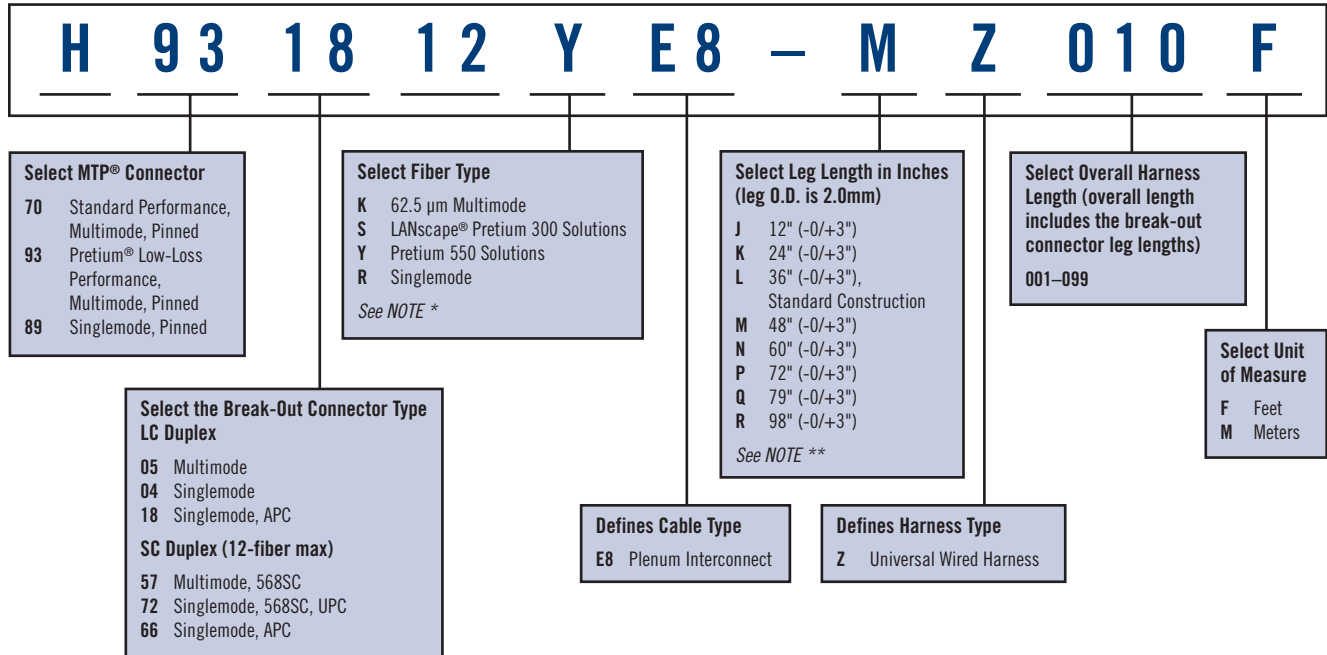 H 93 18 12 Y E8 – M Z 010 F
Select MTP® Connector
70 Standard Performance,
Multimode, Pinned
93 Pretium® Low-Loss
Performance,
Multimode, Pinned
89 Singlemode, Pinned
Select Fiber Type
K 62.5 µm Multimode
S LANscape® Pretium 300 Solutions
Y Pretium 550 Solutions
R Singlemode
See NOTE *
Select Leg Length in Inches
(leg O.D. is 2.0mm)
J 12" (-0/+3")
K 24" (-0/+3")
L 36" (-0/+3"),
Standard Construction
M 48" (-0/+3")
N 60" (-0/+3")
P 72" (-0/+3")
Q 79" (-0/+3")
R 98" (-0/+3")
See NOTE **
Select Overall Harness
Length (overall length
includes the break-out
connector leg lengths)
001–099
Select Unit
of Measure
F Feet
M Meters
Select the Break-Out Connector Type
LC Duplex
05 Multimode
04 Singlemode
18 Singlemode, APC
SC Duplex (12-fiber max)
57 Multimode, 568SC
72 Singlemode, 568SC, UPC
66 Singlemode, APC
Defines Cable Type
E8 Plenum Interconnect
Defines Harness Type
Z Universal Wired Harness